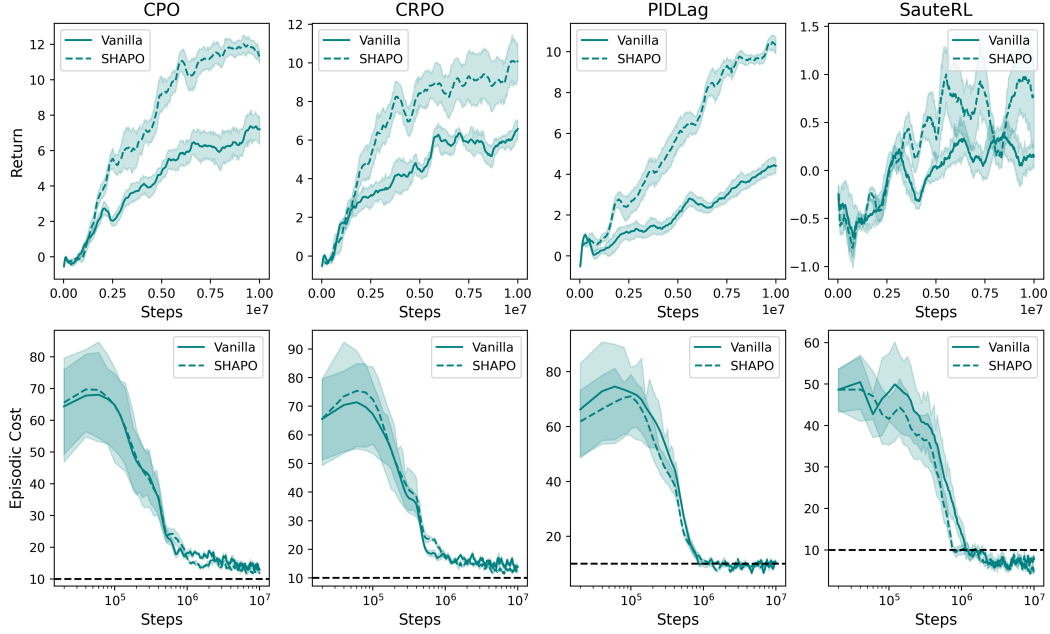 CPO
CRPO
PIDLag
SauteRL
Return
12
10
8
6
4
2
0
Vanilla
SHAPO
0.00 0.25 0.50 0.75 1.00
1e7
Steps
12
10
8
6
4
2
0
Vanilla
SHAPO
0.00 0.25 0.50 0.75 1.00
1e7
Steps
10
8
6
4
2
0
Vanilla
SHAPO
0.00 0.25 0.50 0.75 1.00
1e7
Steps
1.5
1.0
0.5
0.0
−0.5
−1.0
Vanilla
SHAPO
0.00 0.25 0.50 0.75 1.00
1e7
Steps
Episodic Cost
80
70
60
50
40
30
20
10
Vanilla
SHAPO
10⁵ 10⁶ 10⁷
Steps
90
80
70
60
50
40
30
20
10
Vanilla
SHAPO
10⁵ 10⁶ 10⁷
Steps
80
60
40
20
Vanilla
SHAPO
10⁵ 10⁶ 10⁷
Steps
60
50
40
30
20
10
Vanilla
SHAPO
10⁵ 10⁶ 10⁷
Steps